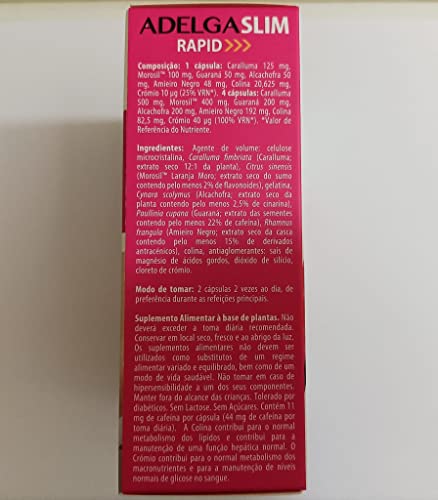 ADELGASLIM
RAPID>>>
Composição: 1 cápsula: Caralluma 125 mg,
Morosil™ 100 mg, Guaraná 50 mg, Alcachofra 50
mg, Amieiro Negro 48 mg, Colina 20,625 mg,
Crómio 10 µg (25% VRN*). 4 cápsulas: Caralluma
500 mg, Morosil™ 400 mg, Guaraná 200 mg,
Alcachofra 200 mg, Amieiro Negro 192 mg, Colina
82,5 mg, Crómio 40 µg (100% VRN*). *Valor de
Referência do Nutriente.
Ingredientes: Agente de volume: celulose
microcristalina, Caralluma fimbriata (Caralluma;
extrato seco 12:1 da planta), Citrus sinensis
(Morosil™ Laranja Moro; extrato seco do sumo
contendo pelo menos 2% de flavonoides), gelatina,
Cynara scolymus (Alcachofra; extrato seco da
planta contendo pelo menos 2,5% de cinarina),
Paullinia cupana (Guaraná; extrato das sementes
contendo pelo menos 22% de cafeína), Rhamnus
frangula (Amieiro Negro; extrato seco da casca
contendo pelo menos 15% de derivados
antracénicos), colina, antiaglomerantes: sais de
magnésio de ácidos gordos, dióxido de silício,
cloreto de crómio.
Modo de tomar: 2 cápsulas 2 vezes ao dia, de
preferência durante as refeições principais.
Suplemento Alimentar à base de plantas. Não
deverá exceder a toma diária recomendada.
Conservar em local seco, fresco e ao abrigo da luz.
Os suplementos alimentares não devem ser
utilizados como substitutos de um regime
alimentar variado e equilibrado, bem como de um
modo de vida saudável. Não tomar em caso de
hipersensibilidade a um dos seus componentes.
Manter fora do alcance das crianças. Tolerado por
diabéticos. Sem Lactose. Sem Açúcares. Contém 11
mg de cafeína por cápsula (44 mg de cafeína por
toma diária). A Colina contribui para o normal
metabolismo dos lípidos e contribui para a
manutenção de uma função hepática normal. O
Crómio contribui para o normal metabolismo dos
macronutrientes e para a manutenção de níveis
normais de glicose no sangue.